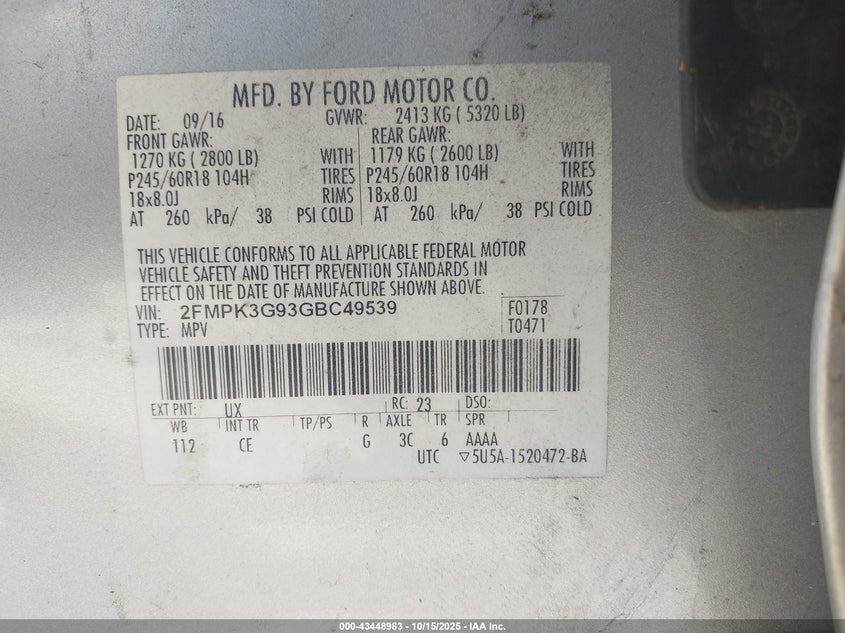 MFD. BY FORD MOTOR CO.
DATE: 09/16 GVWR: 2413 KG ( 5320 LB)
FRONT GAWR: REAR GAWR:
1270 KG ( 2800 LB) WITH 1179 KG ( 2600 LB) WITH
P245/60R18 104H TIRES P245/60R18 104H TIRES
18x8.0J RIMS 18x8.0J RIMS
AT 260 kPa/ 38 PSI COLD AT 260 kPa/ 38 PSI COLD
THIS VEHICLE CONFORMS TO ALL APPLICABLE FEDERAL MOTOR
VEHICLE SAFETY AND THEFT PREVENTION STANDARDS IN
EFFECT ON THE DATE OF MANUFACTURE SHOWN ABOVE.
VIN: 2FMPK3G93GBC49539 F0178
TYPE: MPV T0471
EXT PNT: UX RC: 23 DSO:
WB INT TR TP/PS R AXLE TR SPR
112 CE G 3C 6 AAAA
UTC ▽5U5A-1520472-BA
000-43448983 - 10/15/2025 - IAA Inc.